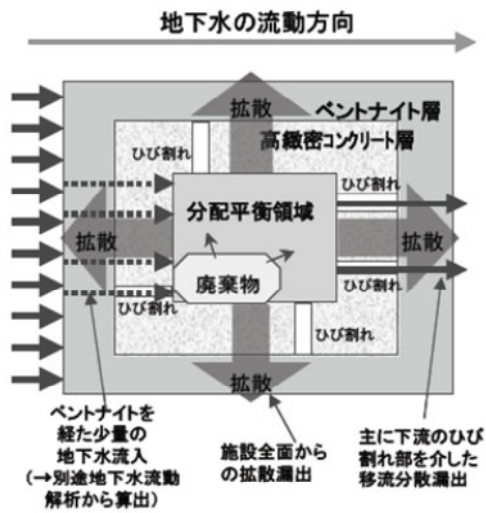 地下水の流動方向
拡散
ベントナイト層
高緻密コンクリート層
ひび割れ
ひび割れ
分配平衡領域
拡散
拡散
廃棄物
ひび割れ
ひび割れ
ひび割れ
拡散
ベントナイトを
経た少量の
地下水流入
(→別途地下水流動
解析から算出)
施設全面から
の拡散漏出
主に下流のひび
割れ部を介した
移流分散漏出